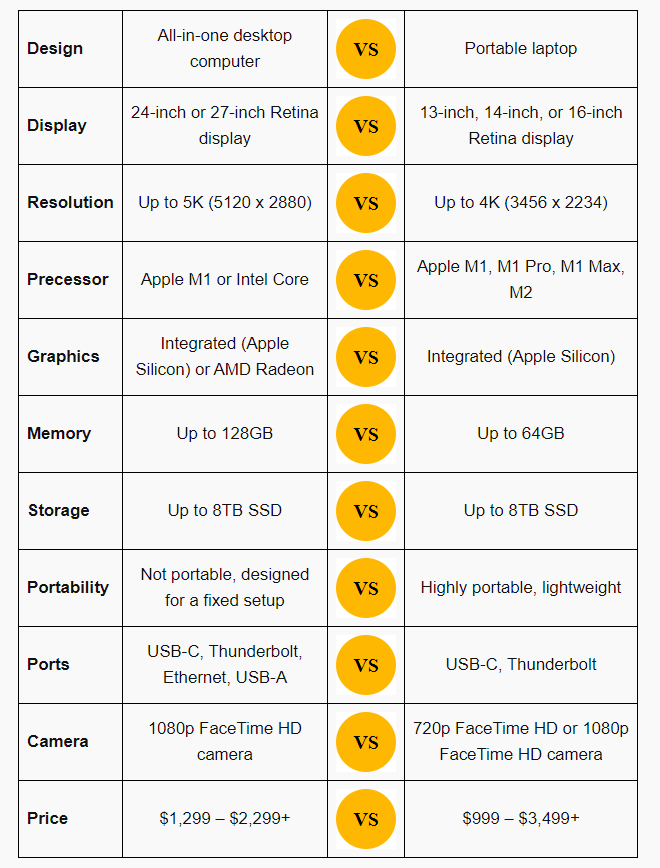 Design
All-in-one desktop
computer
VS
Portable laptop
Display
24-inch or 27-inch Retina
display
VS
13-inch, 14-inch, or 16-inch
Retina display
Resolution
Up to 5K (5120 x 2880)
VS
Up to 4K (3456 x 2234)
Precessor
Apple M1 or Intel Core
VS
Apple M1, M1 Pro, M1 Max,
M2
Graphics
Integrated (Apple
Silicon) or AMD Radeon
VS
Integrated (Apple Silicon)
Memory
Up to 128GB
VS
Up to 64GB
Storage
Up to 8TB SSD
VS
Up to 8TB SSD
Portability
Not portable, designed
for a fixed setup
VS
Highly portable, lightweight
Ports
USB-C, Thunderbolt,
Ethernet, USB-A
VS
USB-C, Thunderbolt
Camera
1080p FaceTime HD
camera
VS
720p FaceTime HD or 1080p
FaceTime HD camera
Price
$1,299 – $2,299+
VS
$999 – $3,499+